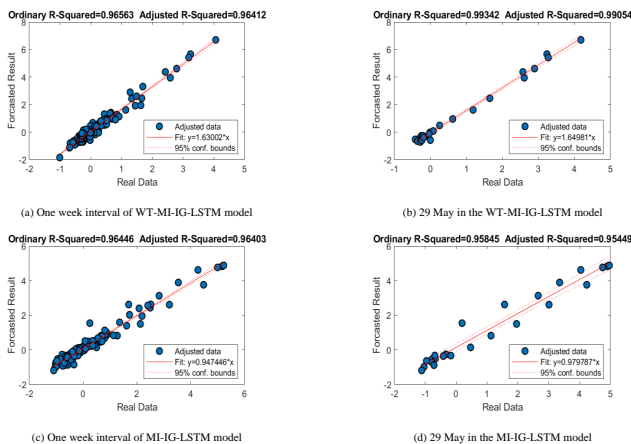 Ordinary R-Squared=0.96563 Adjusted R-Squared=0.96412
8
6
4
2
0
-2
-2
-1
0
1
2
3
4
5
Forcasted Result
Real Data
Adjusted data
Fit: y=1.63002*x
95% conf. bounds
(a) One week interval of WT-MI-IG-LSTM model
Ordinary R-Squared=0.99342 Adjusted R-Squared=0.99054
8
6
4
2
0
-2
-1
0
1
2
3
4
5
Forecasted Result
Real Data
Adjusted data
Fit: y=1.64981*x
95% conf. bounds
(b) 29 May in the WT-MI-IG-LSTM model
Ordinary R-Squared=0.96446 Adjusted R-Squared=0.96403
6
4
2
0
-2
-2
0
2
4
6
Forcasted Result
Real Data
Adjusted data
Fit: y=0.947446*x
95% conf. bounds
(c) One week interval of MI-IG-LSTM model
Ordinary R-Squared=0.95845 Adjusted R-Squared=0.95449
6
4
2
0
-2
-2
-1
0
1
2
3
4
5
Forcasted Result
Real Data
Adjusted data
Fit: y=0.979787*x
95% conf. bounds
(d) 29 May in the MI-IG-LSTM model